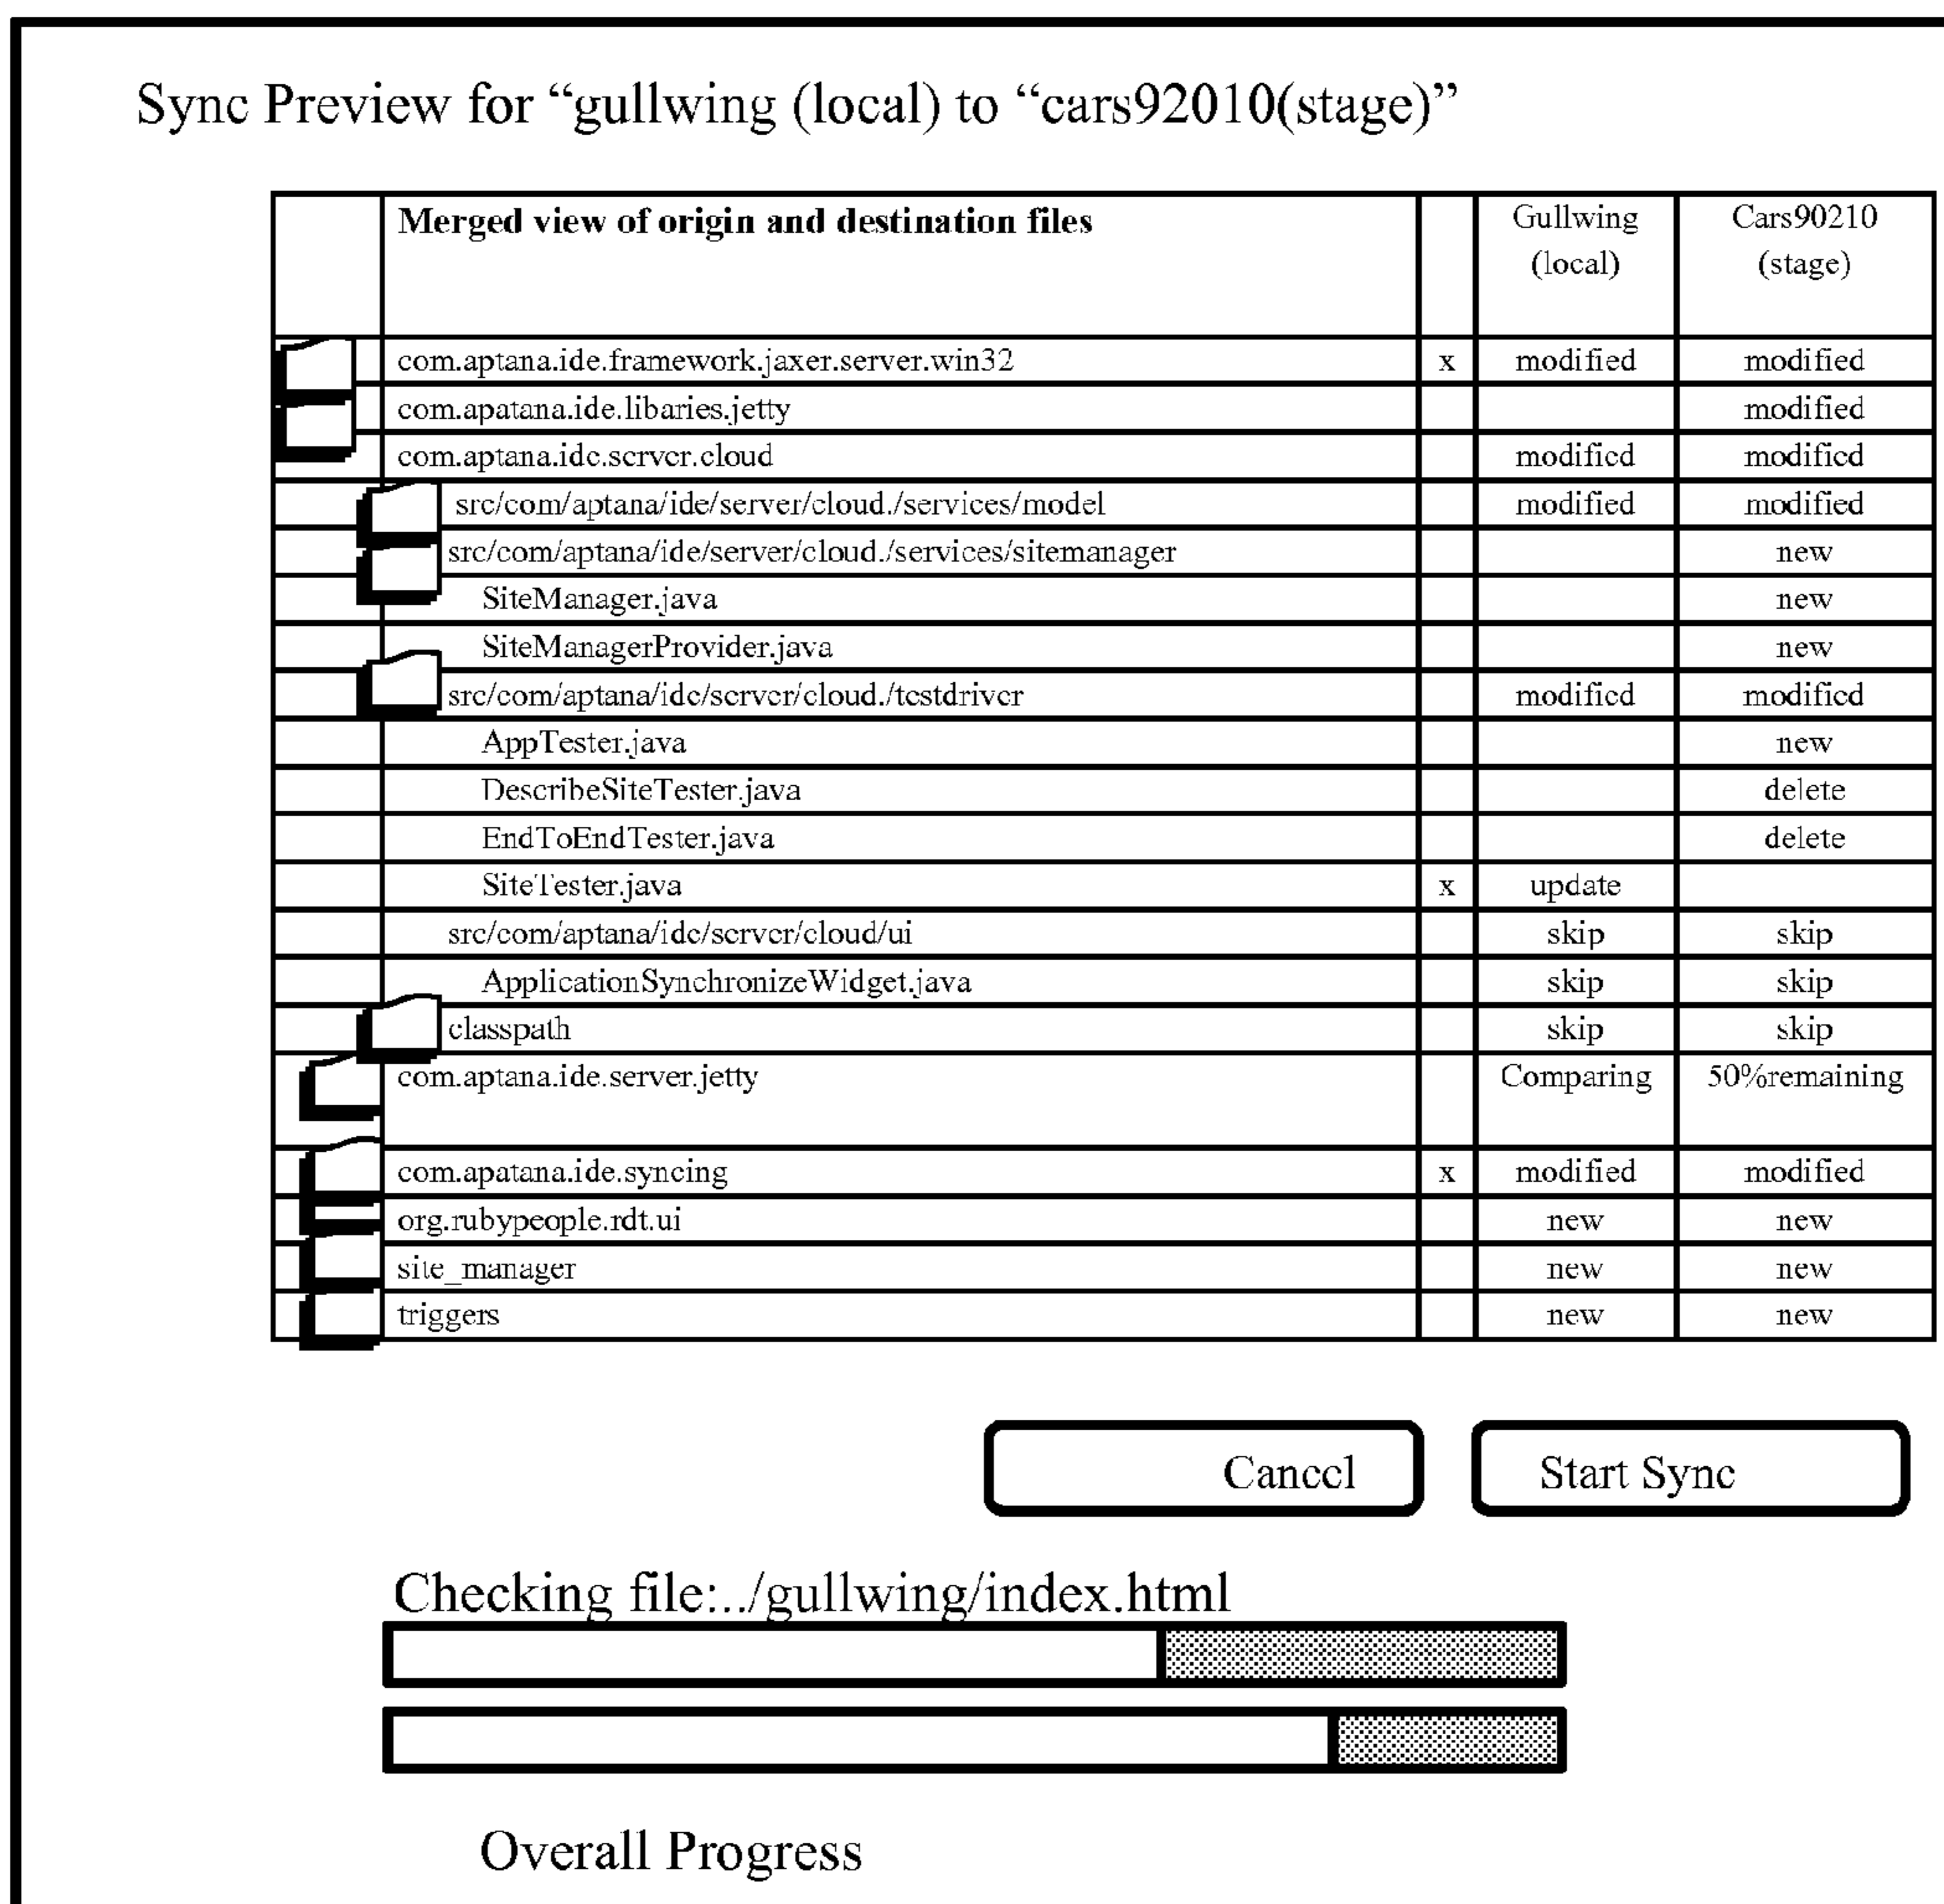 Sync Preview for “gullwing (local) to “cars92010(stage)”
Merged view of origin and destination files Gullwing (local) Cars90210 (stage)
com.aptana.ide.framework.jaxer.server.win32 x modified modified
com.apatana.ide.libaries.jetty modified
com.aptana.ide.server.cloud modified modified
src/com/aptana/ide/server/cloud./services/model modified modified
src/com/aptana/ide/server/cloud./services/sitemanager new
SiteManager.java new
SiteManagerProvider.java new
src/com/aptana/ide/server/cloud./testdriver modified modified
AppTester.java new
DescribeSiteTester.java delete
EndToEndTester.java delete
SiteTester.java x update
src/com/aptana/ide/server/cloud/ui skip skip
ApplicationSynchronizeWidget.java skip skip
classpath skip skip
com.aptana.ide.server.jetty Comparing 50%remaining
com.apatana.ide.syncing x modified modified
org.rubypeople.rdt.ui new new
site_manager new new
triggers new new
Cancel Start Sync
Checking file:../gullwing/index.html
Overall Progress